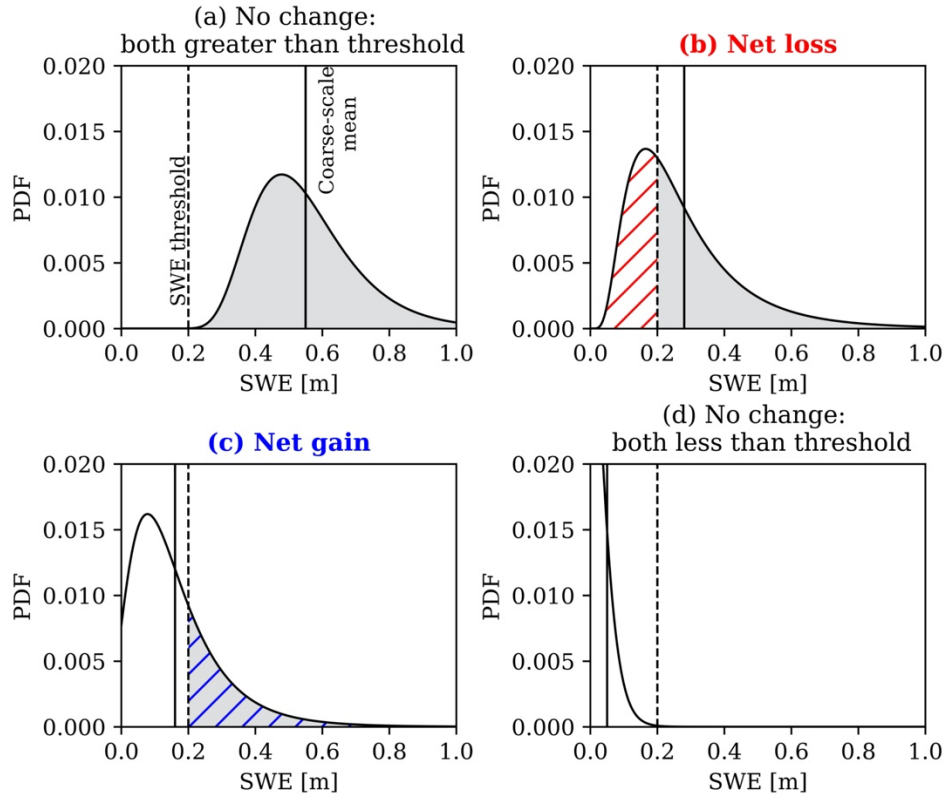 (a) No change:
both greater than threshold
0.020
0.015
0.010
0.005
0.000
PDF
SWE threshold
Coarse-scale
mean
0.0 0.2 0.4 0.6 0.8 1.0
SWE [m]
(b) Net loss
0.020
0.015
0.010
0.005
0.000
PDF
0.0 0.2 0.4 0.6 0.8 1.0
SWE [m]
(c) Net gain
0.020
0.015
0.010
0.005
0.000
PDF
0.0 0.2 0.4 0.6 0.8 1.0
SWE [m]
(d) No change:
both less than threshold
0.020
0.015
0.010
0.005
0.000
PDF
0.0 0.2 0.4 0.6 0.8 1.0
SWE [m]